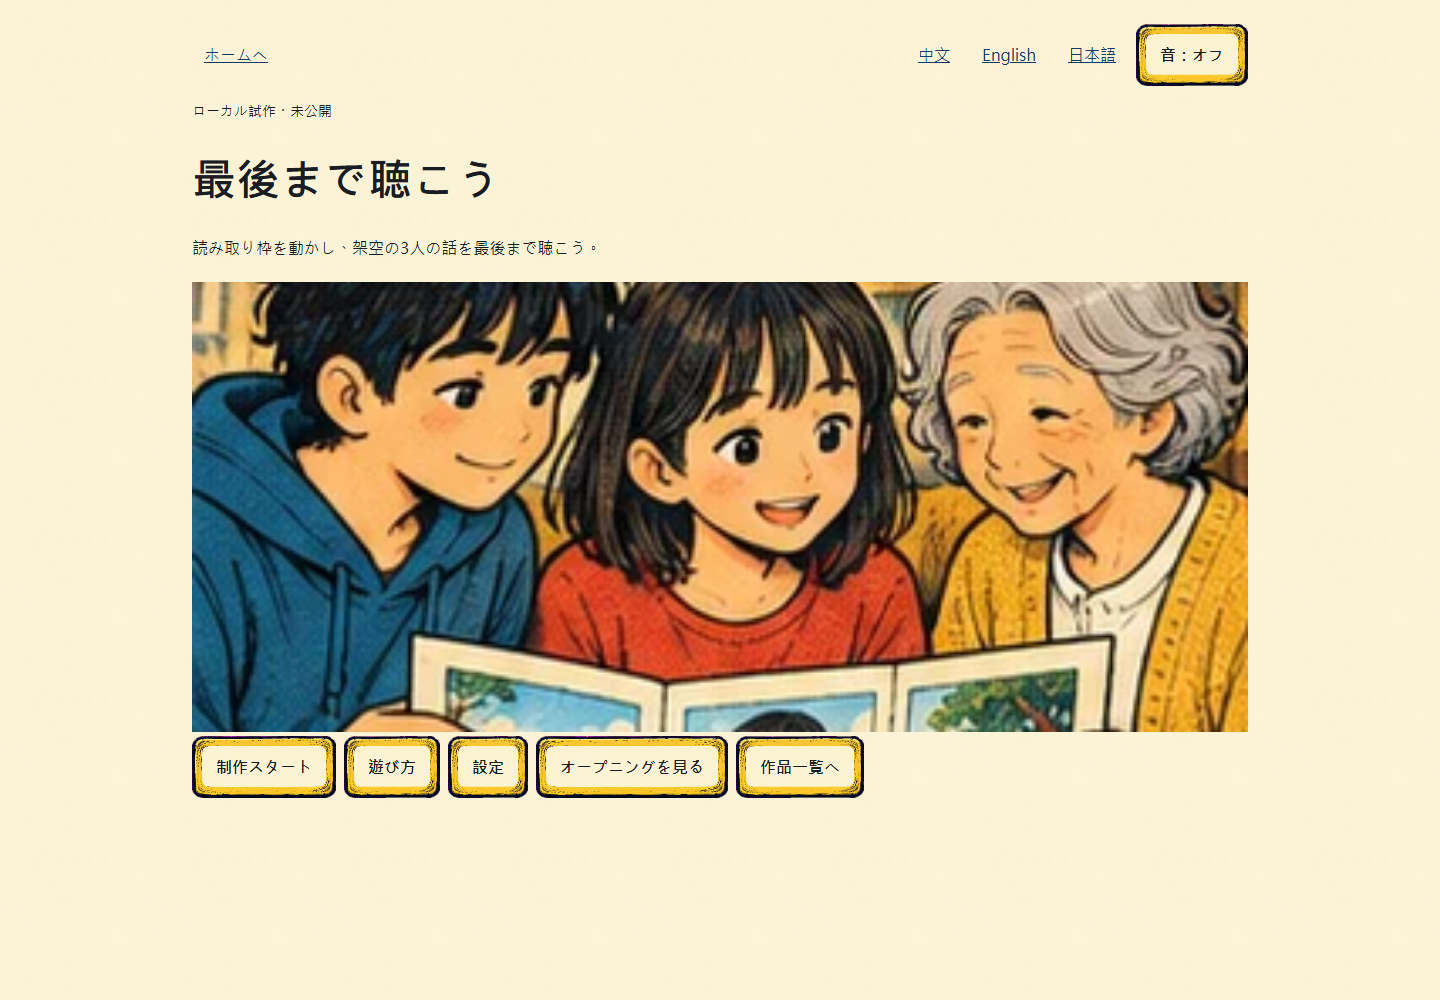 ホームへ
中文 English 日本語 音：オフ
ローカル試作・未公開
最後まで聴こう
読み取り枠を動かし、架空の3人の話を最後まで聴こう。
制作スタート 遊び方 設定 オープニングを見る 作品一覧へ